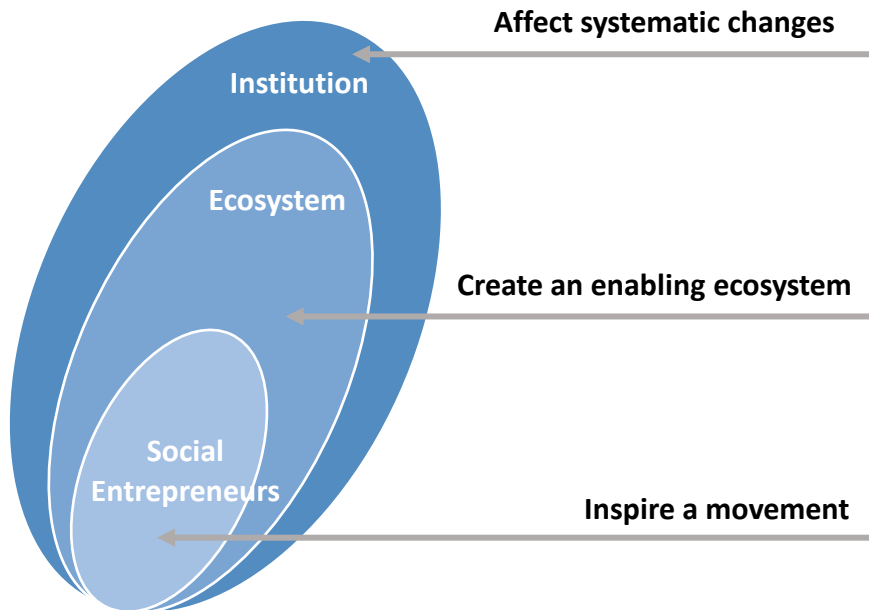 Affect systematic changes
Institution
Ecosystem
Create an enabling ecosystem
Social
Entrepreneurs
Inspire a movement